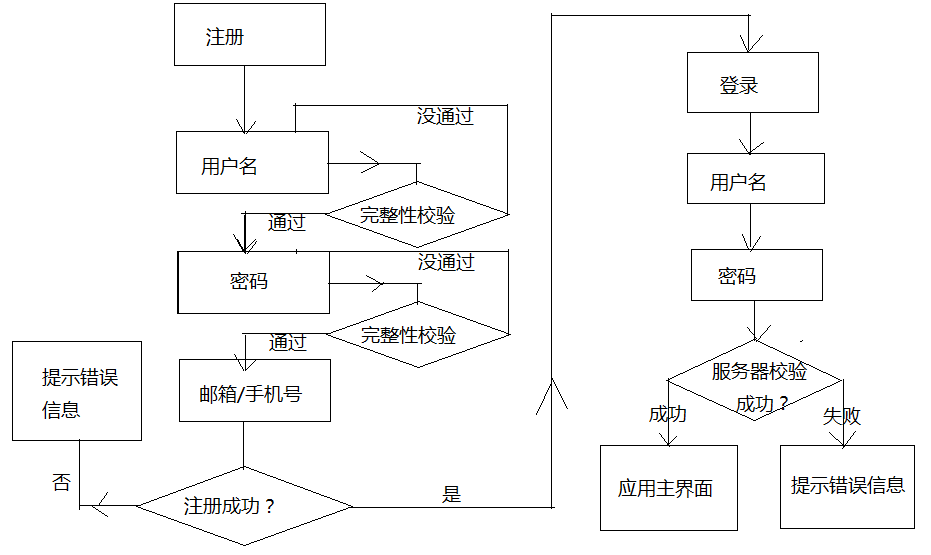 注册
没通过
用户名
完整性校验
通过
没通过
密码
完整性校验
通过
邮箱/手机号
提示错误
信息
否
注册成功？
是
登录
用户名
密码
服务器校验
成功？
成功
失败
应用主界面
提示错误信息